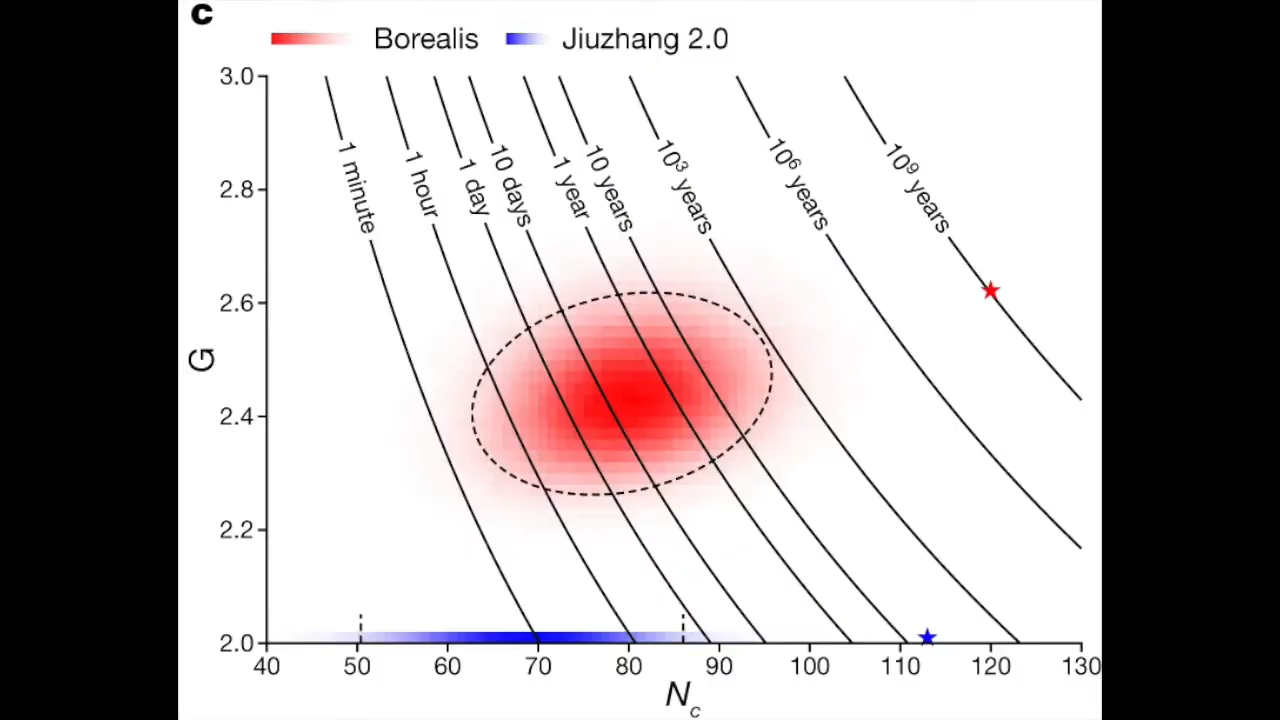 c
Borealis Jiuzhang 2.0
3.0
2.8
2.6
2.4
2.2
2.0
G
1 minute
1 hour
1 day
10 days
1 year
10 years
10³ years
10⁶ years
10⁹ years
40 50 60 70 80 90 100 110 120 130
N_c